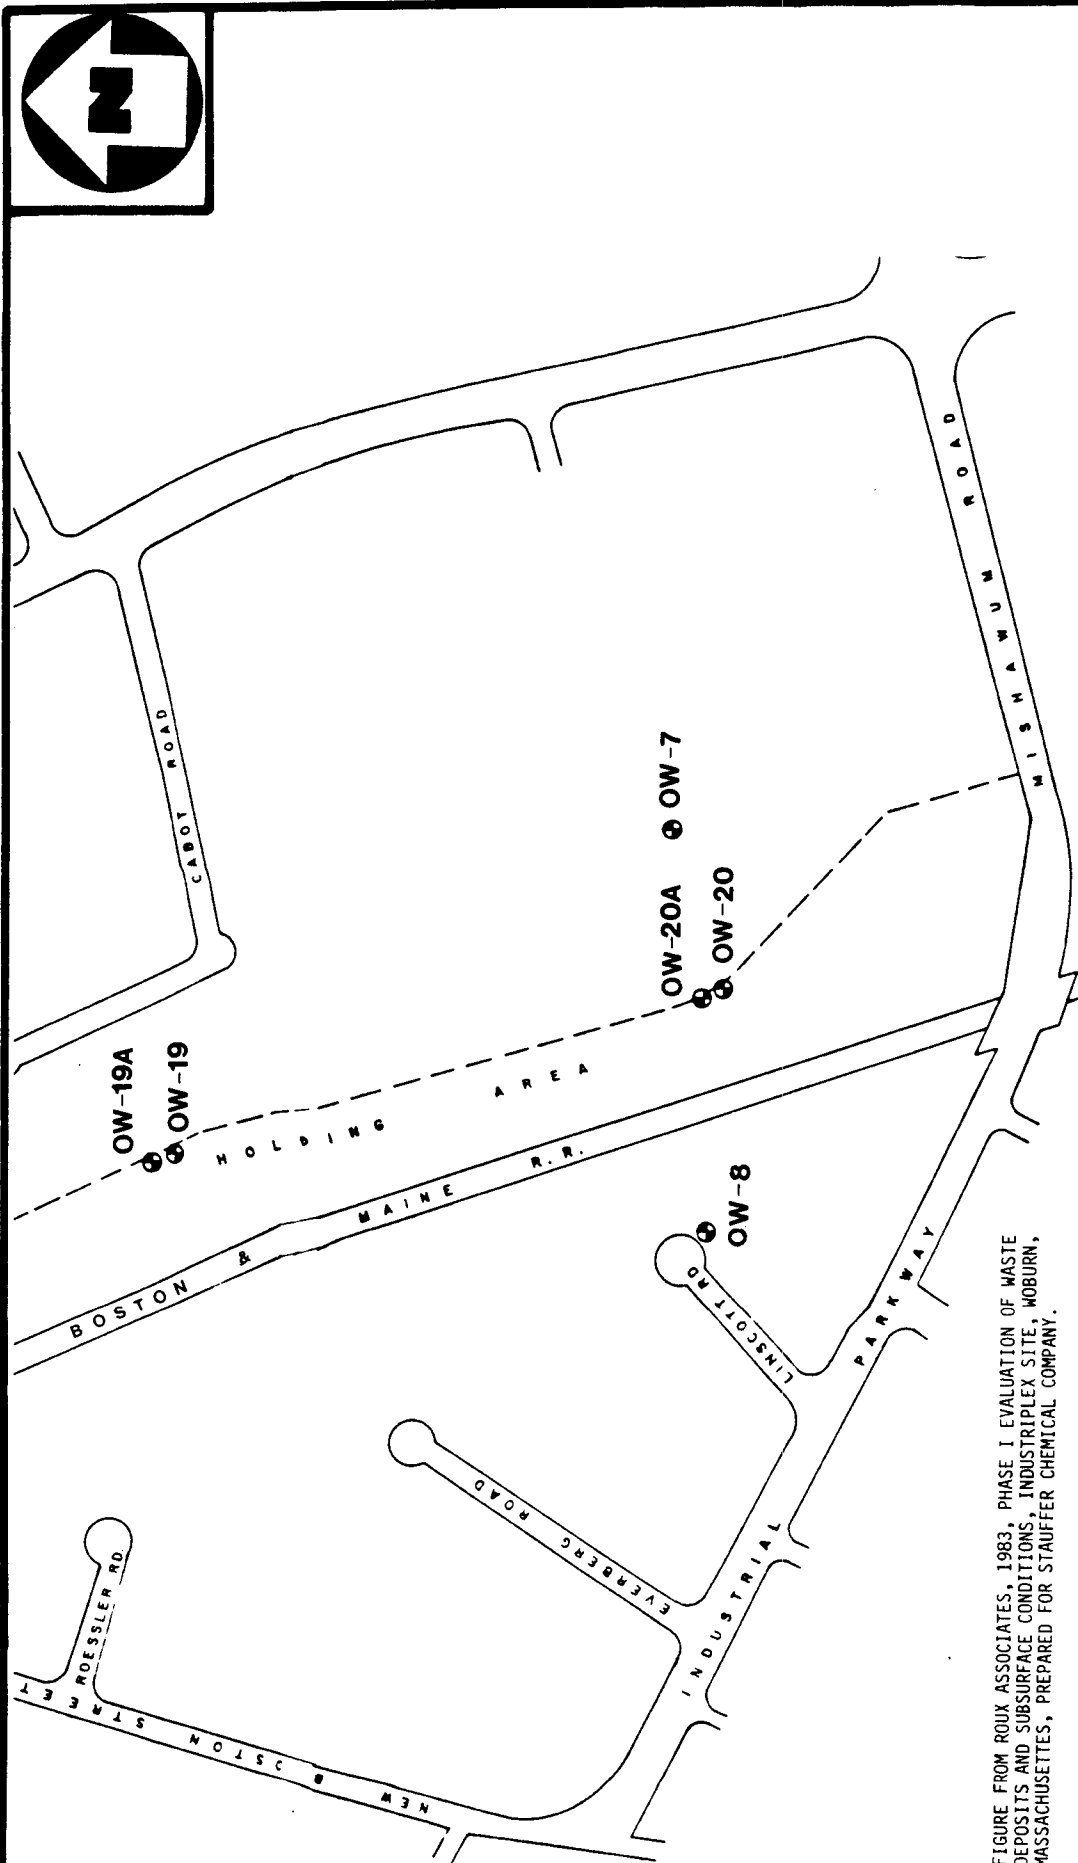 N
CABOT ROAD
MISHAWUM ROAD
OW-7
OW-20A
OW-20
OW-19A
OW-19
HOLDING AREA
BOSTON & MAINE R.R.
OW-8
LINSCOTT RD
EVERBERG ROAD
ROESSLER RD.
NEW BOSTON STREET
INDUSTRIAL PARKWAY
FIGURE FROM ROUX ASSOCIATES, 1983, PHASE I EVALUATION OF WASTE
DEPOSITS AND SUBSURFACE CONDITIONS, INDUSTRIPLEX SITE, WOBURN,
MASSACHUSETTES, PREPARED FOR STAUFFER CHEMICAL COMPANY.